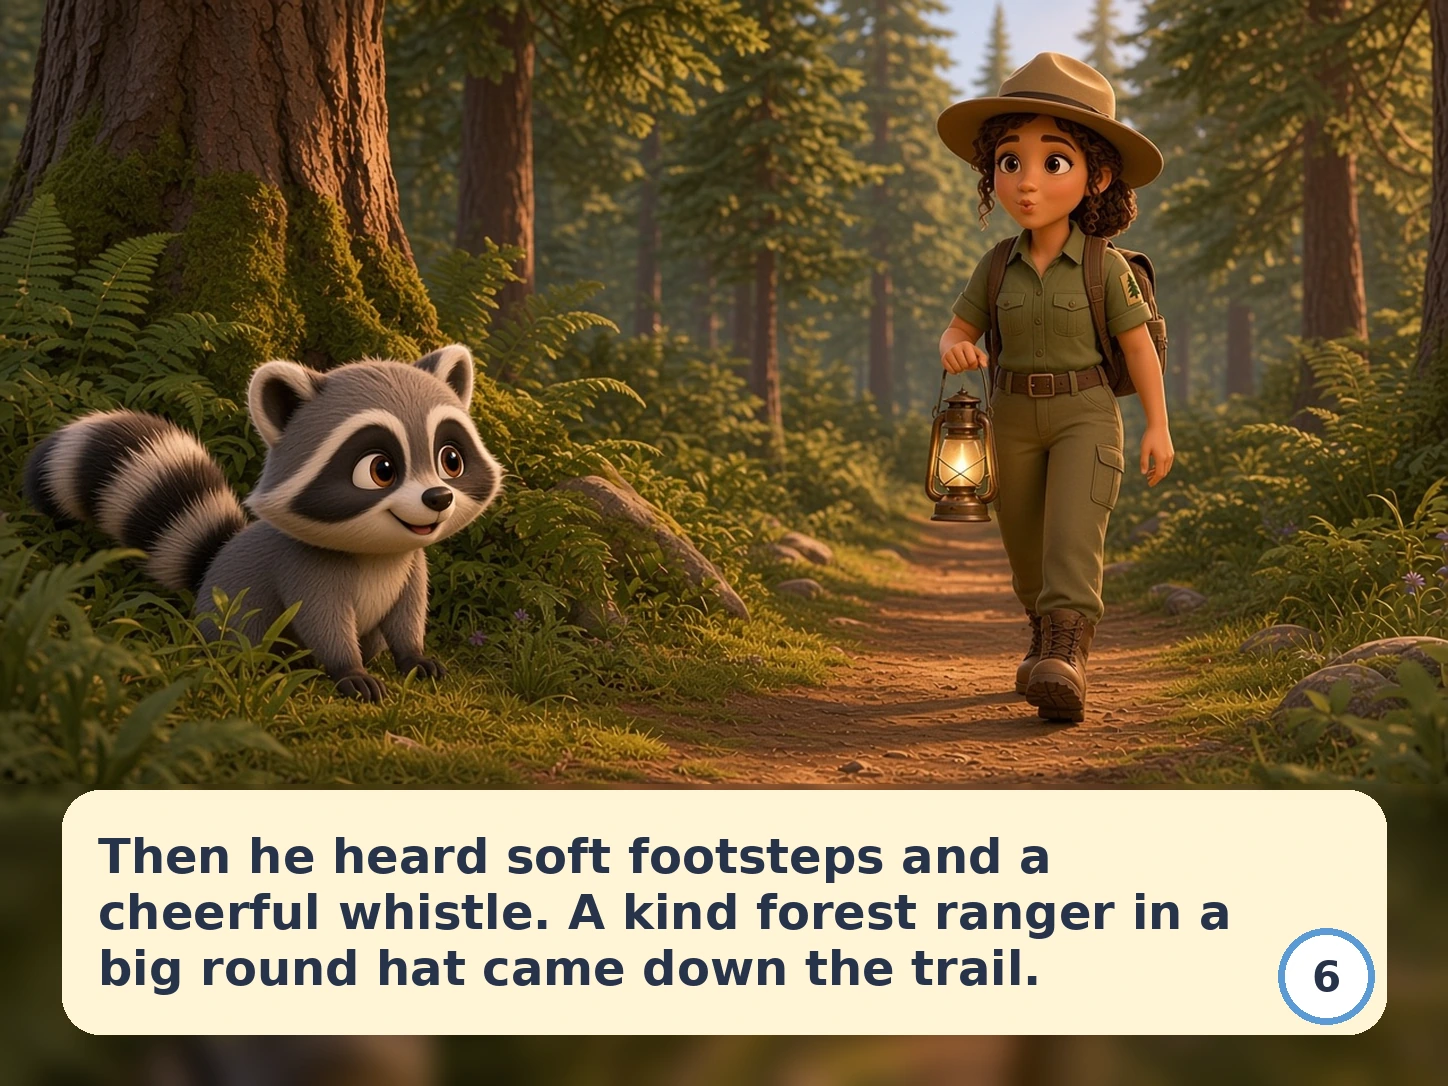 Then he heard soft footsteps and a
cheerful whistle. A kind forest ranger in a
big round hat came down the trail.
6